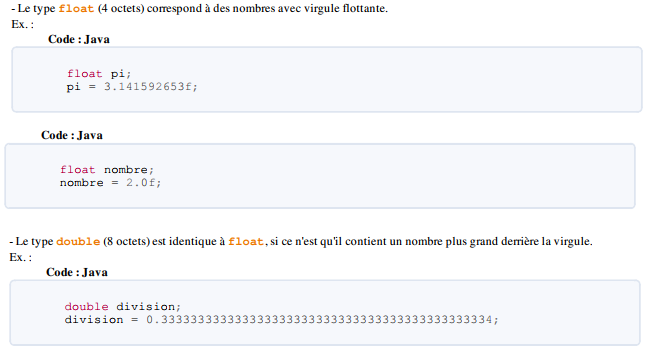 - Le type float (4 octets) correspond à des nombres avec virgule flottante.
Ex. :
Code : Java
float pi;
pi = 3.141592653f;
Code : Java
float nombre;
nombre = 2.0f;
- Le type double (8 octets) est identique à float, si ce n'est qu'il contient un nombre plus grand derrière la virgule.
Ex. :
Code : Java
double division;
division = 0.333333333333333333333333333333333333333333334;